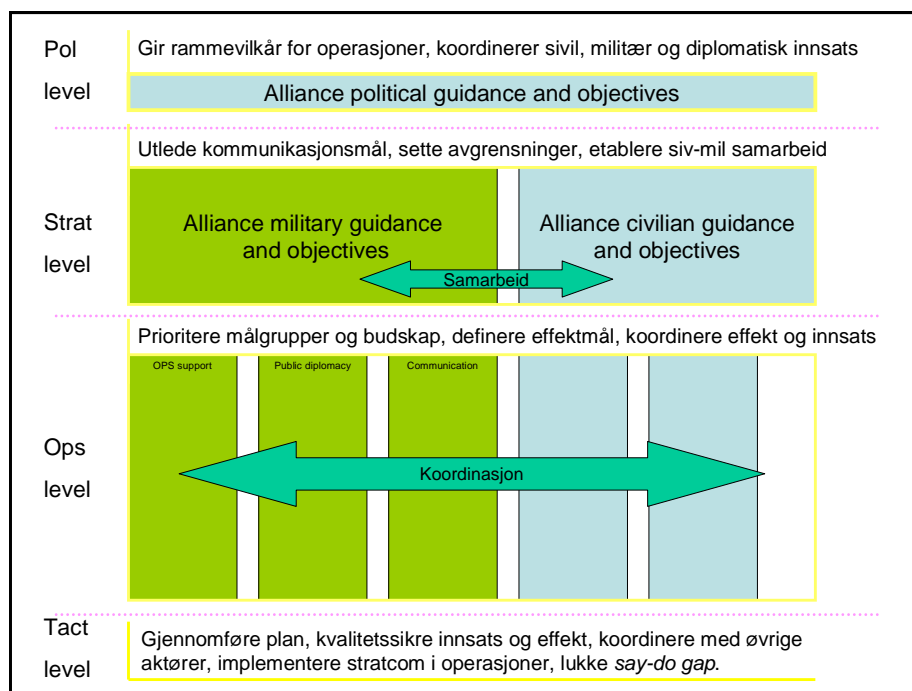 Pol
level
Gir rammevilkår for operasjoner, koordinerer sivil, militær og diplomatisk innsats
Alliance political guidance and objectives
Strat
level
Utlede kommunikasjonsmål, sette avgrensninger, etablere siv-mil samarbeid
Alliance military guidance
and objectives
Alliance civilian guidance
and objectives
Samarbeid
Ops
level
Prioritere målgrupper og budskap, definere effektmål, koordinere effekt og innsats
OPS support
Public diplomacy
Communication
Koordinasjon
Tact
level
Gjennomføre plan, kvalitetssikre innsats og effekt, koordinere med øvrige
aktører, implementere stratcom i operasjoner, lukke say-do gap.